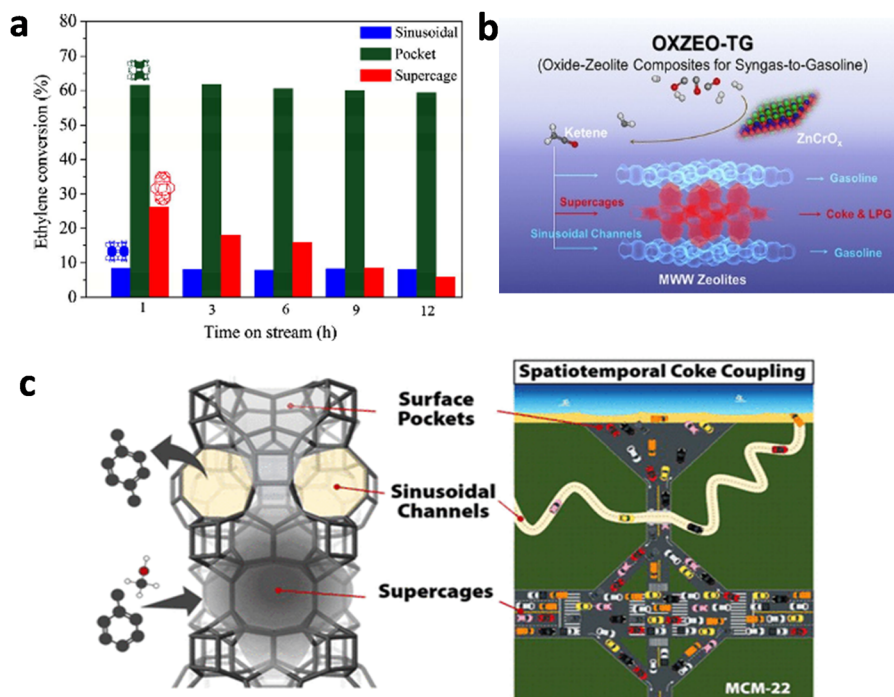 a
80
70
60
50
40
30
20
10
0
Ethylene conversion (%)
Sinusoidal
Pocket
Supercage
1
3
6
9
12
Time on stream (h)
b
OXZEO-TG
(Oxide-Zeolite Composites for Syngas-to-Gasoline)
ZnCrOₓ
Ketene
Gasoline
Supercages
Coke & LPG
Sinusoidal Channels
Gasoline
MWW Zeolites
c
Surface
Pockets
Sinusoidal
Channels
Supercages
Spatiotemporal Coke Coupling
MCM-22